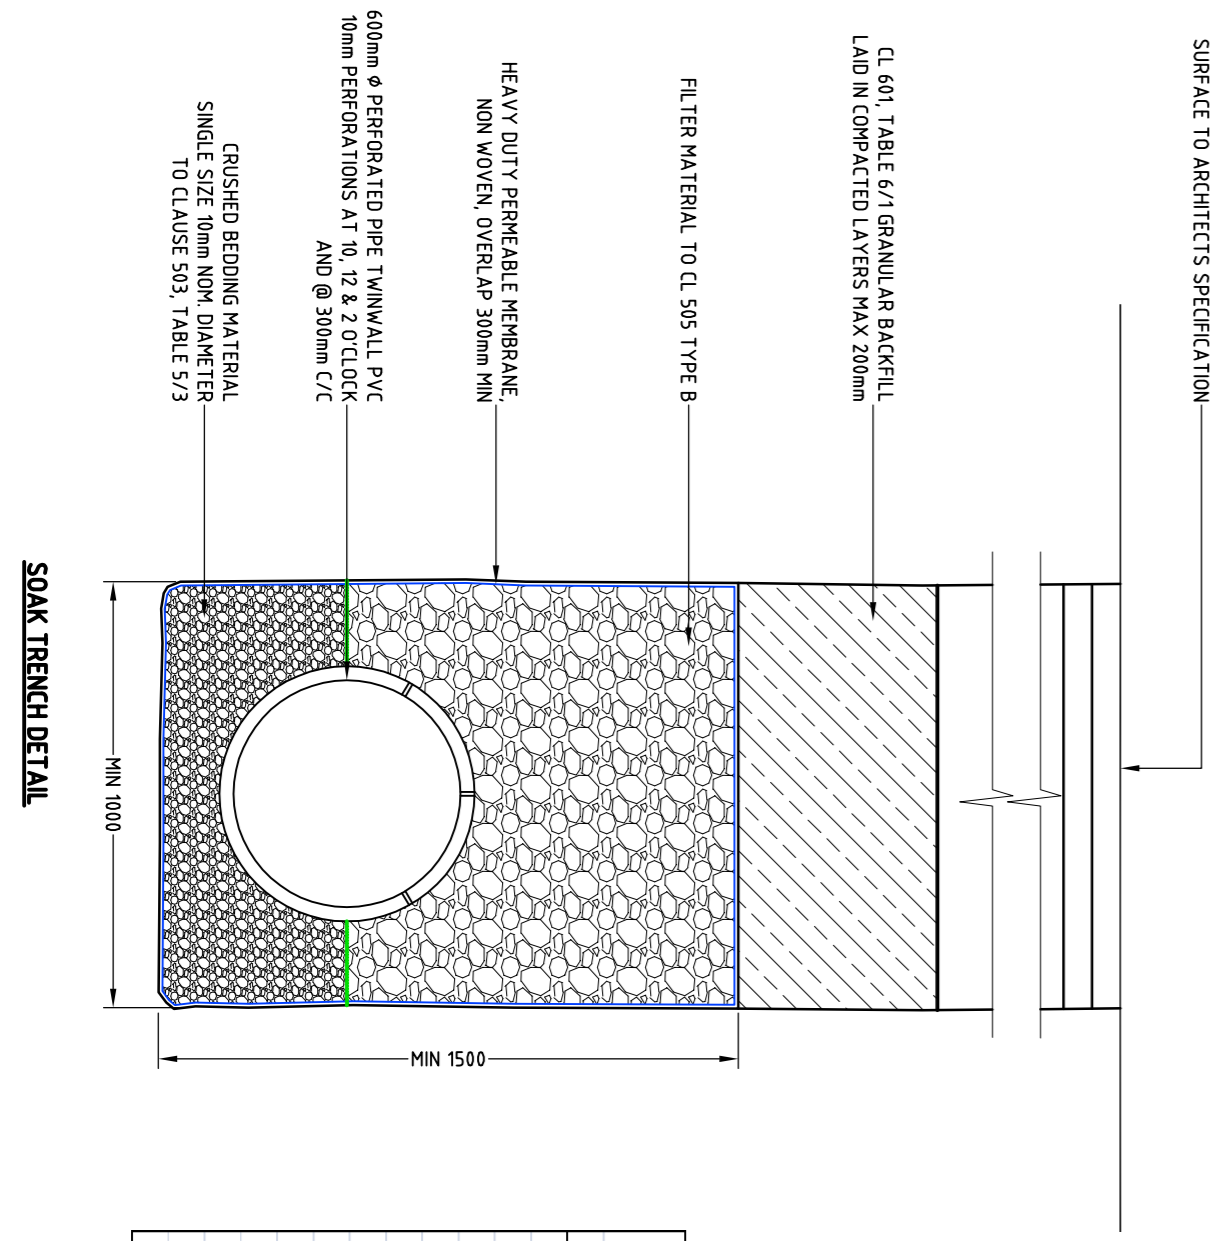 SURFACE TO ARCHITECTS SPECIFICATION
CL 601, TABLE 6/1 GRANULAR BACKFILL
LAID IN COMPACTED LAYERS MAX 200mm
FILTER MATERIAL TO CL 505 TYPE B
HEAVY DUTY PERMEABLE MEMBRANE,
NON WOVEN, OVERLAP 300mm MIN
600mm Ø PERFORATED PIPE TWINWALL PVC
10mm PERFORATIONS AT 10, 12 & 2 O'CLOCK
AND @ 300mm C/C
CRUSHED BEDDING MATERIAL
SINGLE SIZE 10mm NOM. DIAMETER
TO CLAUSE 503, TABLE 5/3
MIN 1500
MIN 1000
SOAK TRENCH DETAIL